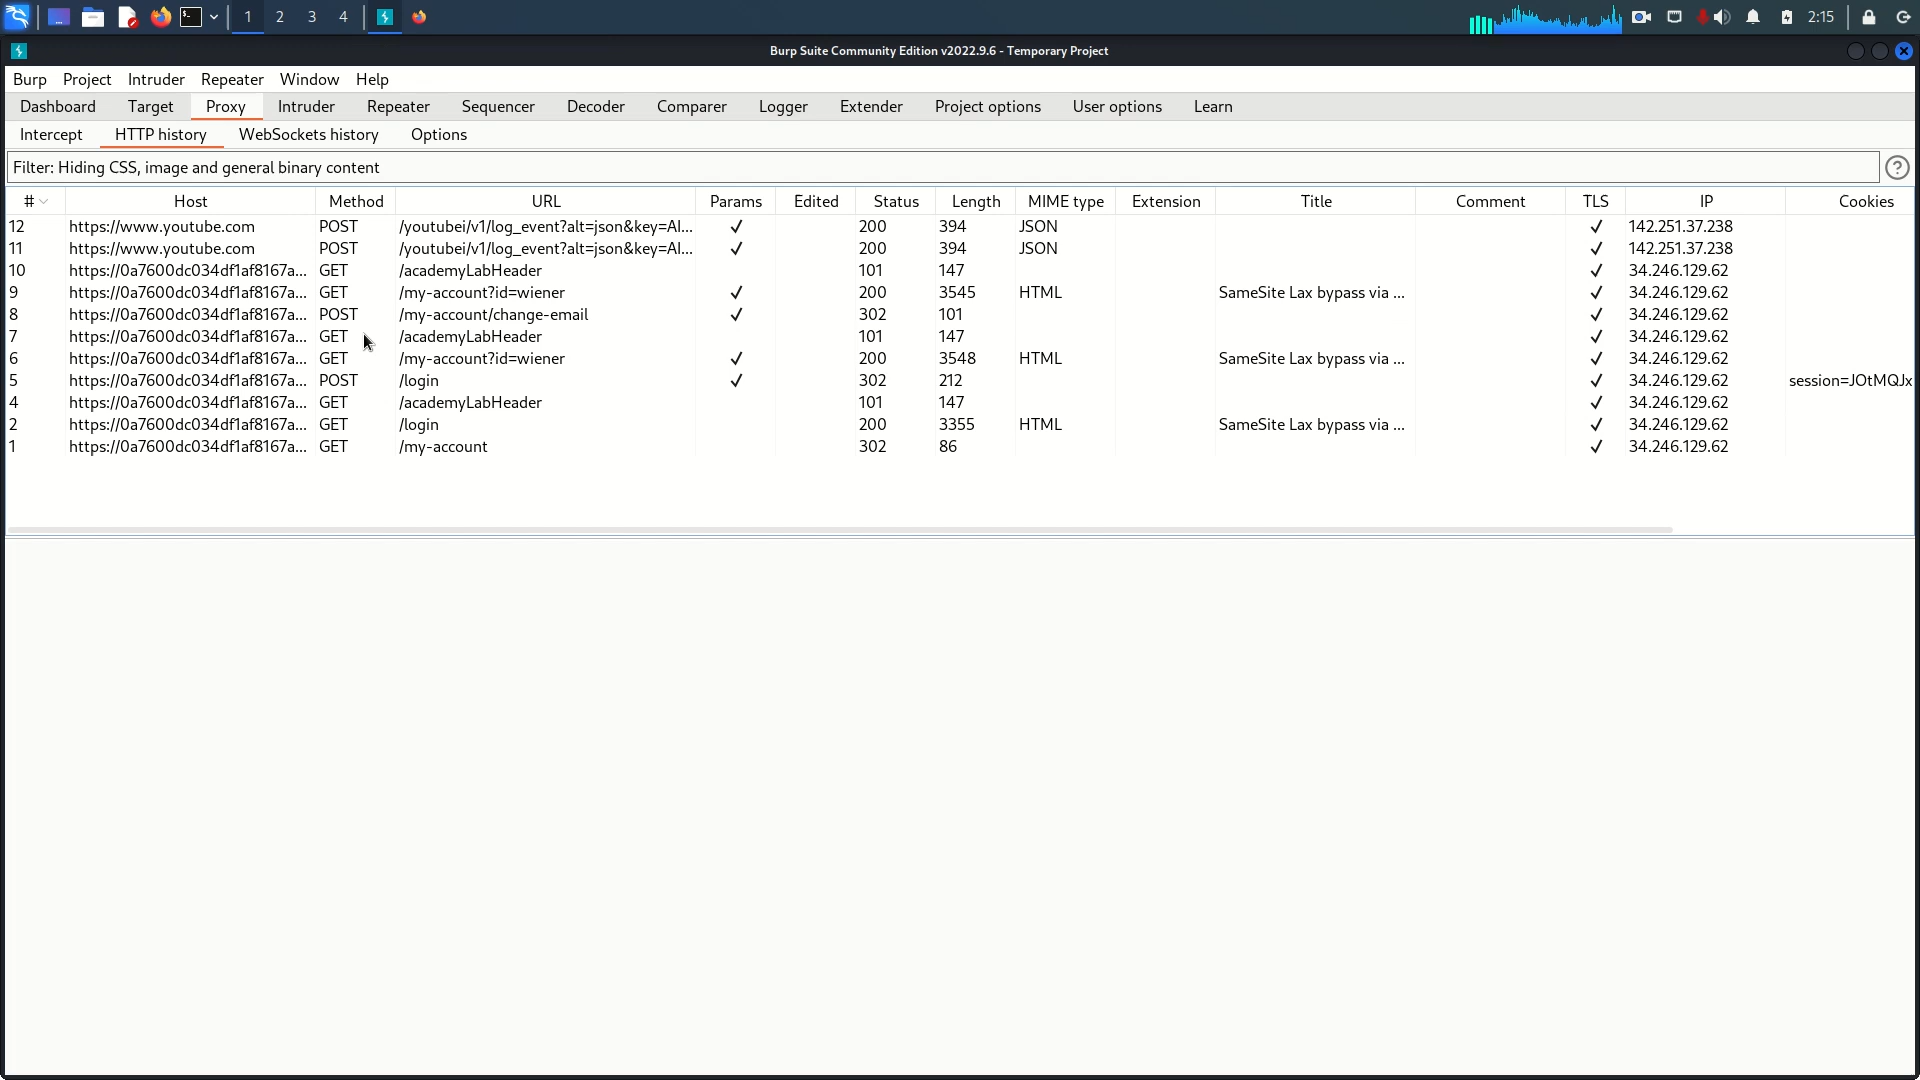 1 2 3 4 2:15
Burp Suite Community Edition v2022.9.6 - Temporary Project
Burp Project Intruder Repeater Window Help
Dashboard Target Proxy Intruder Repeater Sequencer Decoder Comparer Logger Extender Project options User options Learn
Intercept HTTP history WebSockets history Options
Filter: Hiding CSS, image and general binary content ?
# Host Method URL Params Edited Status Length MIME type Extension Title Comment TLS IP Cookies
12 https://www.youtube.com POST /youtubei/v1/log_event?alt=json&key=AI... ✓ 200 394 JSON ✓ 142.251.37.238
11 https://www.youtube.com POST /youtubei/v1/log_event?alt=json&key=AI... ✓ 200 394 JSON ✓ 142.251.37.238
10 https://0a7600dc034df1af8167a... GET /academyLabHeader 101 147 ✓ 34.246.129.62
9 https://0a7600dc034df1af8167a... GET /my-account?id=wiener ✓ 200 3545 HTML SameSite Lax bypass via ... ✓ 34.246.129.62
8 https://0a7600dc034df1af8167a... POST /my-account/change-email ✓ 302 101 ✓ 34.246.129.62
7 https://0a7600dc034df1af8167a... GET /academyLabHeader 101 147 ✓ 34.246.129.62
6 https://0a7600dc034df1af8167a... GET /my-account?id=wiener ✓ 200 3548 HTML SameSite Lax bypass via ... ✓ 34.246.129.62
5 https://0a7600dc034df1af8167a... POST /login ✓ 302 212 ✓ 34.246.129.62 session=JOtMQJx
4 https://0a7600dc034df1af8167a... GET /academyLabHeader 101 147 ✓ 34.246.129.62
2 https://0a7600dc034df1af8167a... GET /login 200 3355 HTML SameSite Lax bypass via ... ✓ 34.246.129.62
1 https://0a7600dc034df1af8167a... GET /my-account 302 86 ✓ 34.246.129.62